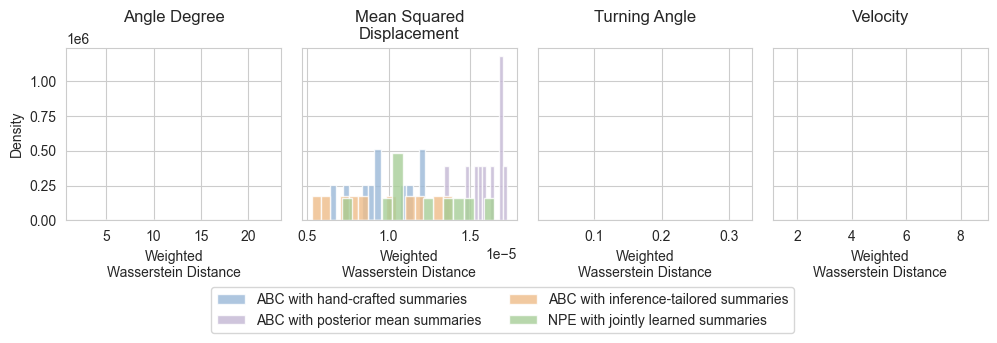 Angle Degree
Mean Squared
Displacement
Turning Angle
Velocity
1e6
Density
1.00
0.75
0.50
0.25
0.00
5 10 15 20
0.5 1.0 1.5
1e−5
0.1 0.2 0.3
2 4 6 8
Weighted
Wasserstein Distance
Weighted
Wasserstein Distance
Weighted
Wasserstein Distance
Weighted
Wasserstein Distance
ABC with hand-crafted summaries
ABC with posterior mean summaries
ABC with inference-tailored summaries
NPE with jointly learned summaries